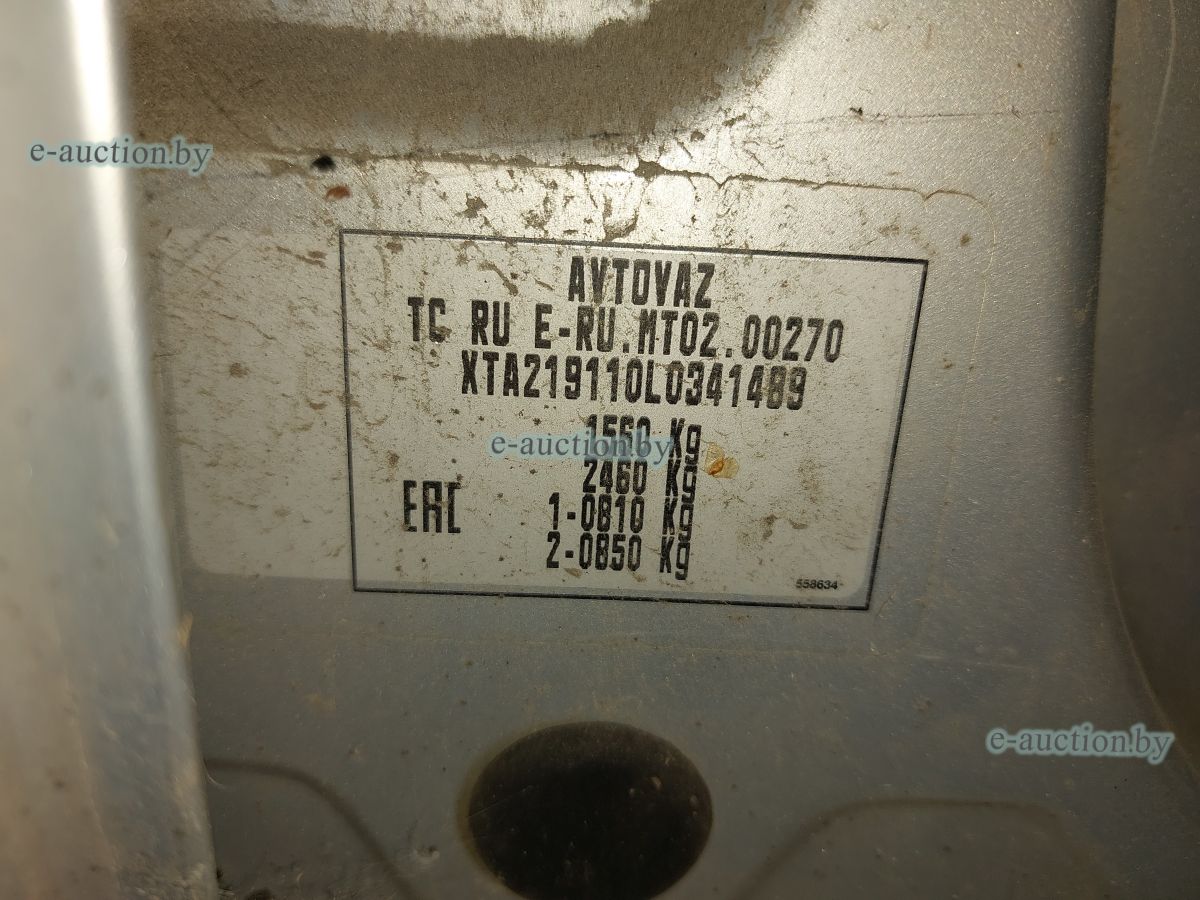 e-auction.by
AVTOVAZ
TC RU E-RU.MT02.00270
XTA219110L0341489
1560 Kg
e-auction.by
2460 Kg
EAC
1-0810 Kg
2-0850 Kg
558634
e-auction.by